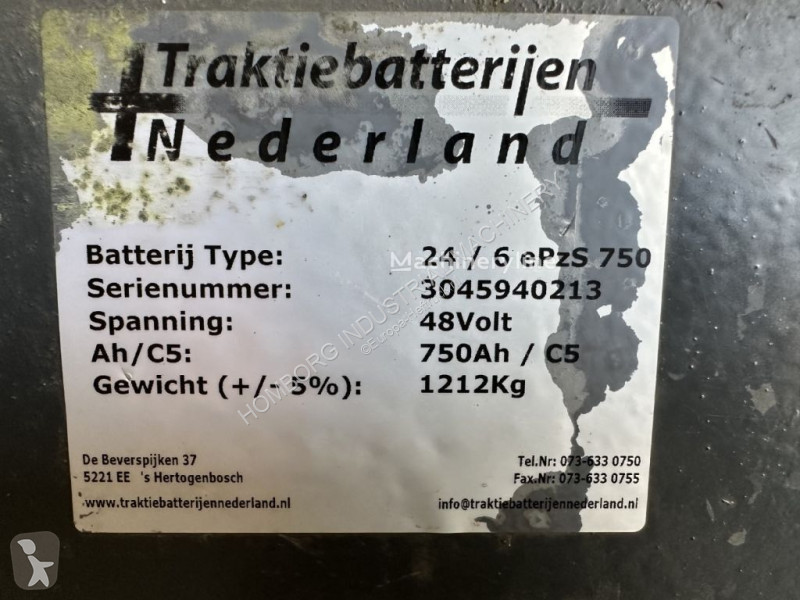 Traktiebatterijen
Nederland
Batterij Type: 24 / 6 ePzS 750
Serienummer: 3045940213
Spanning: 48Volt
Ah/C5: 750Ah / C5
Gewicht (+/- 5%): 1212Kg
De Beverspijken 37 Tel.Nr: 073-633 0750
5221 EE 's Hertogenbosch Fax.Nr: 073-633 0755
www.traktiebatterijennederland.nl info@traktiebatterijennederland.nl
HOMBORG INDUSTRIAL MACHINERY